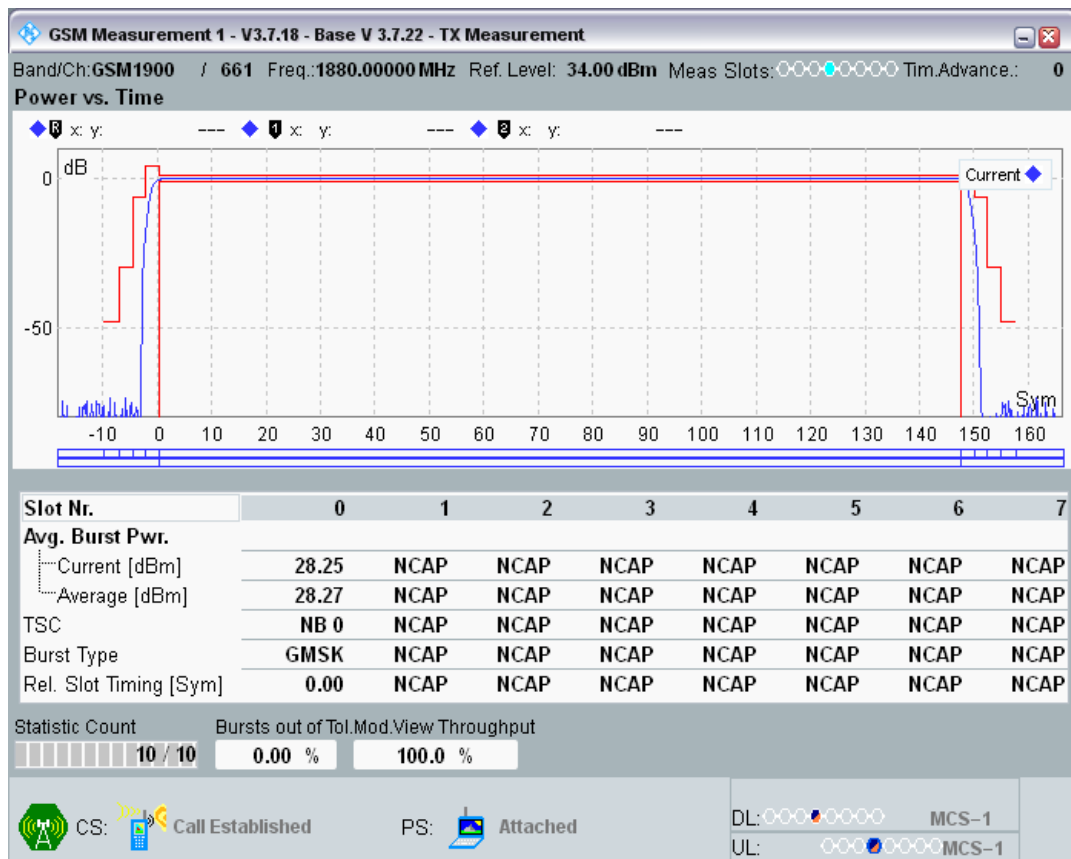 GSM Measurement 1 - V3.7.18 - Base V 3.7.22 - TX Measurement
Band/Ch:GSM1900 / 661 Freq.:1880.00000 MHz Ref. Level: 34.00 dBm Meas Slots: Tim.Advance.: 0
Power vs. Time
R x: y: --- 1 x: y: --- 2 x: y: ---
dB
Current
0
-50
Sym
-10 0 10 20 30 40 50 60 70 80 90 100 110 120 130 140 150 160
Slot Nr. 0 1 2 3 4 5 6 7
Avg. Burst Pwr.
Current [dBm] 28.25 NCAP NCAP NCAP NCAP NCAP NCAP NCAP
Average [dBm] 28.27 NCAP NCAP NCAP NCAP NCAP NCAP NCAP
TSC NB 0 NCAP NCAP NCAP NCAP NCAP NCAP NCAP
Burst Type GMSK NCAP NCAP NCAP NCAP NCAP NCAP NCAP
Rel. Slot Timing [Sym] 0.00 NCAP NCAP NCAP NCAP NCAP NCAP NCAP
Statistic Count Bursts out of Tol.Mod.View Throughput
10 / 10 0.00 % 100.0 %
CS: Call Established PS: Attached
DL: MCS-1
UL: MCS-1